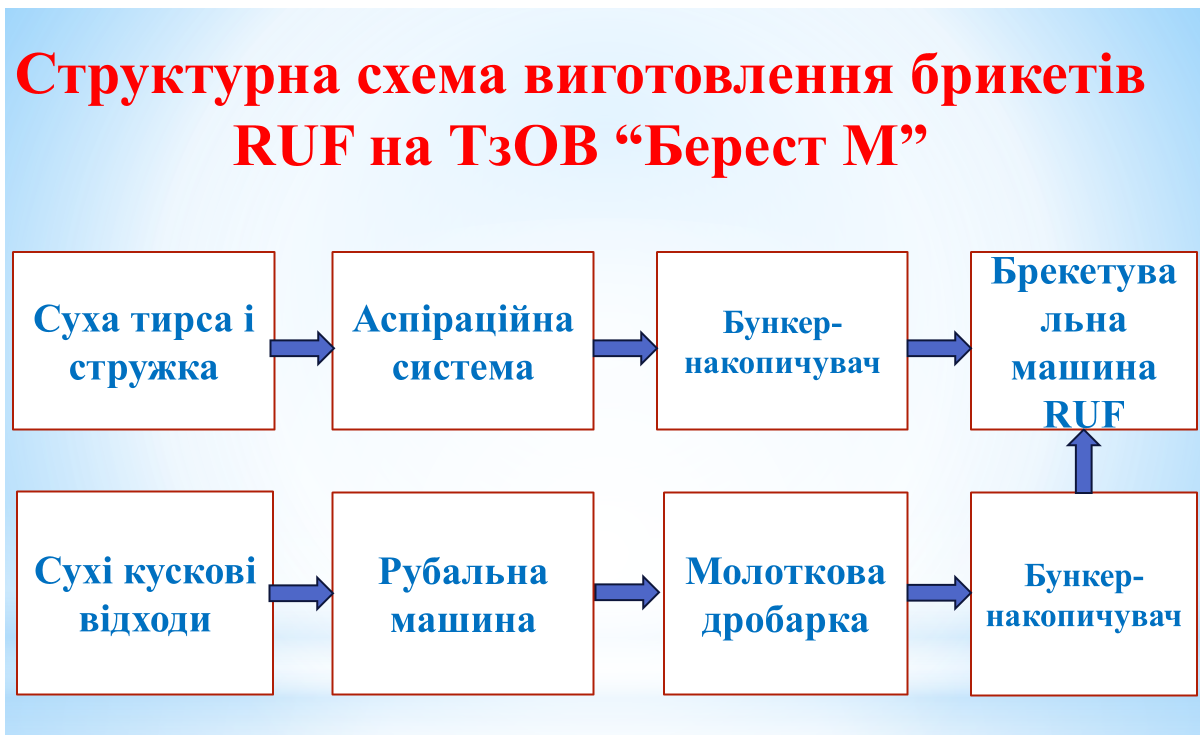 Структурна схема виготовлення брикетів
RUF на ТзОВ “Берест М”
Суха тирса і
стружка
Аспіраційна
система
Бункер-
накопичувач
Брекетува
льна
машина
RUF
Сухі кускові
відходи
Рубальна
машина
Молоткова
дробарка
Бункер-
накопичувач